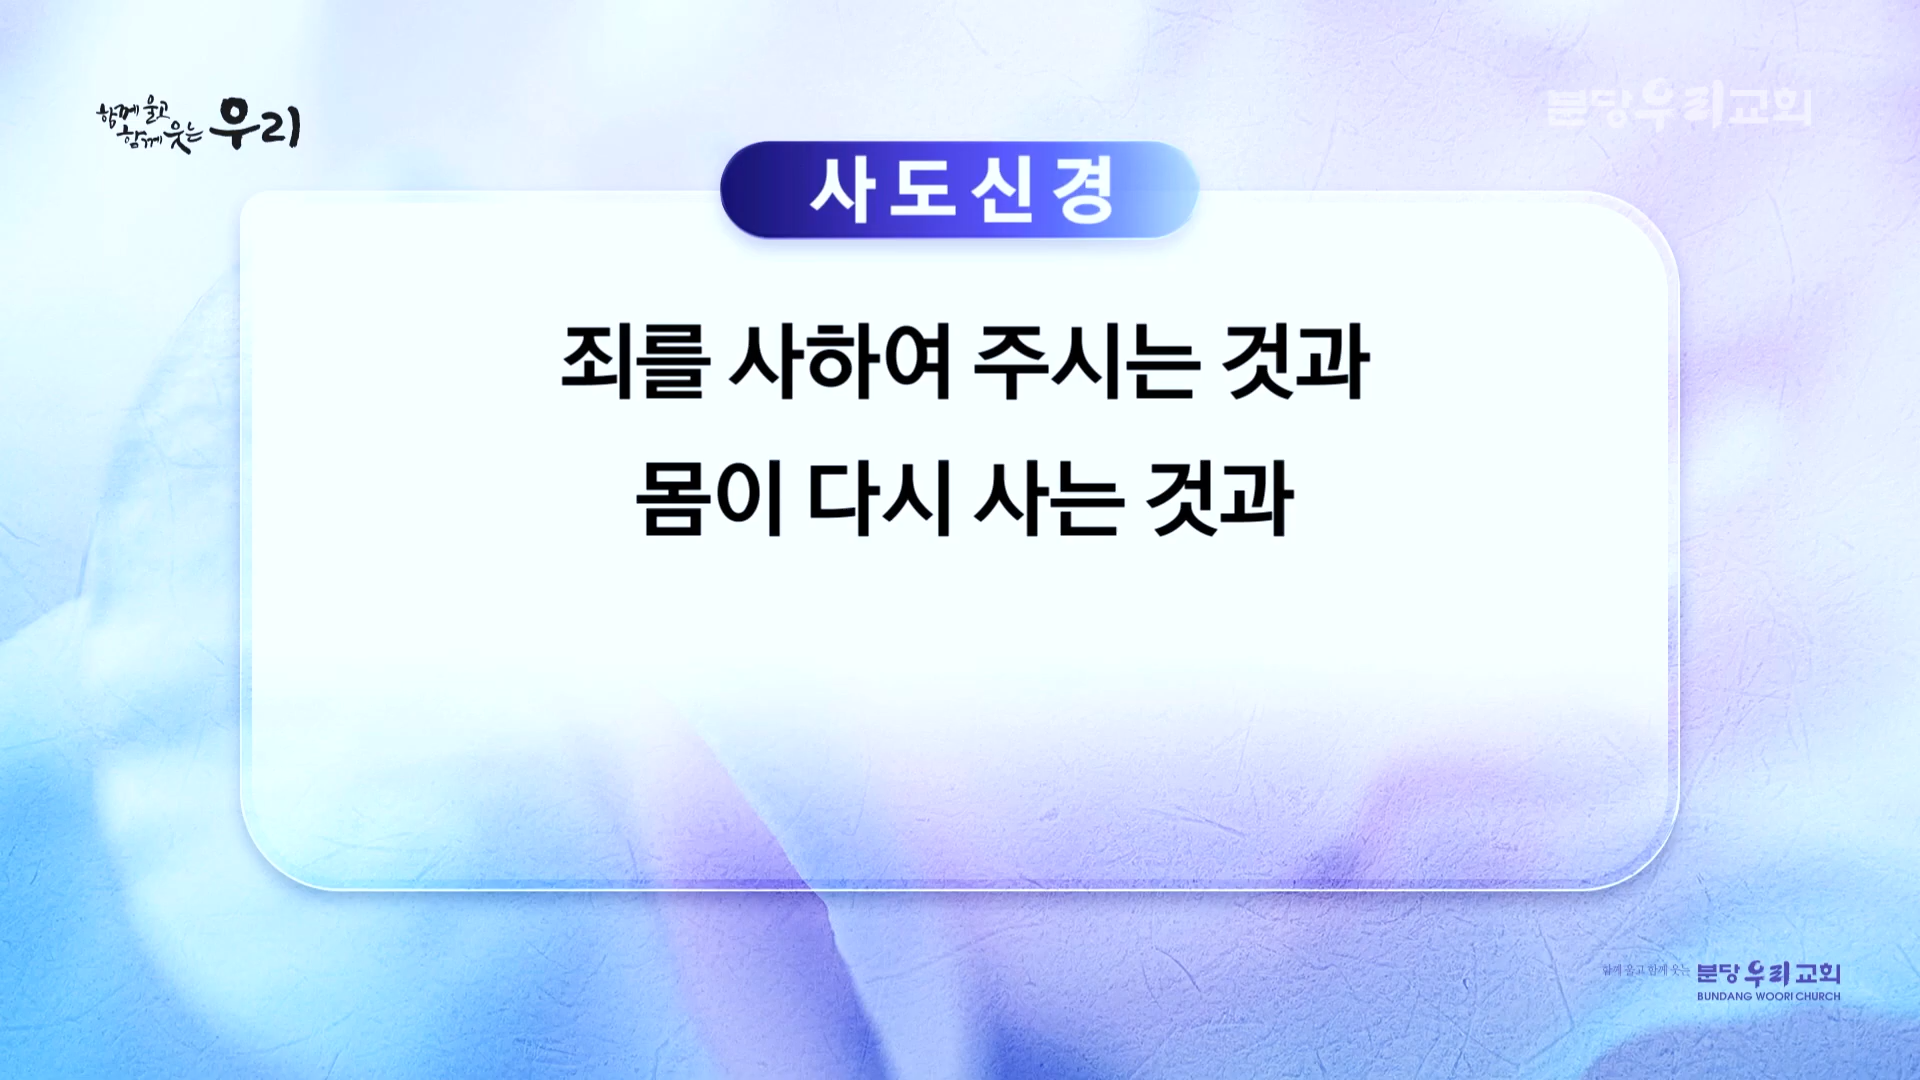 함께 울고
함께 웃는 우리
분당우리교회
사도신경
죄를 사하여 주시는 것과
몸이 다시 사는 것과
함께 울고 함께 웃는 분당우리교회
BUNDANG WOORI CHURCH